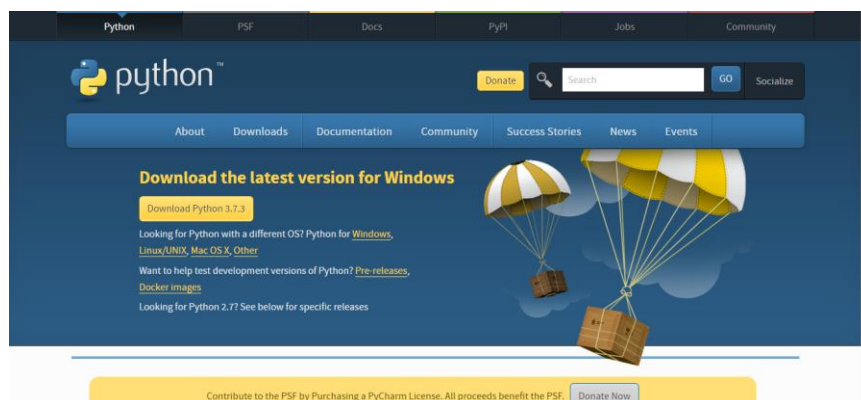 Python PSF Docs PyPI Jobs Community
python™
Donate Search GO Socialize
About Downloads Documentation Community Success Stories News Events
Download the latest version for Windows
Download Python 3.7.3
Looking for Python with a different OS? Python for Windows,
Linux/UNIX, Mac OS X, Other
Want to help test development versions of Python? Pre-releases,
Docker images
Looking for Python 2.7? See below for specific releases
Contribute to the PSF by Purchasing a PyCharm License. All proceeds benefit the PSF. Donate Now